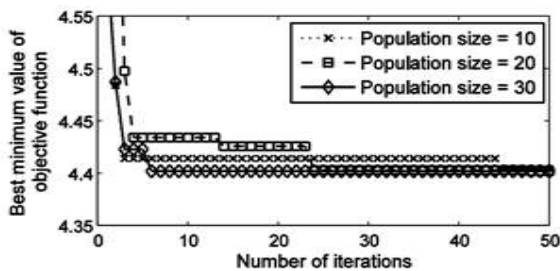 4.55
4.5
4.45
4.4
4.35
Best minimum value of
objective function
Population size = 10
Population size = 20
Population size = 30
0 10 20 30 40 50
Number of iterations